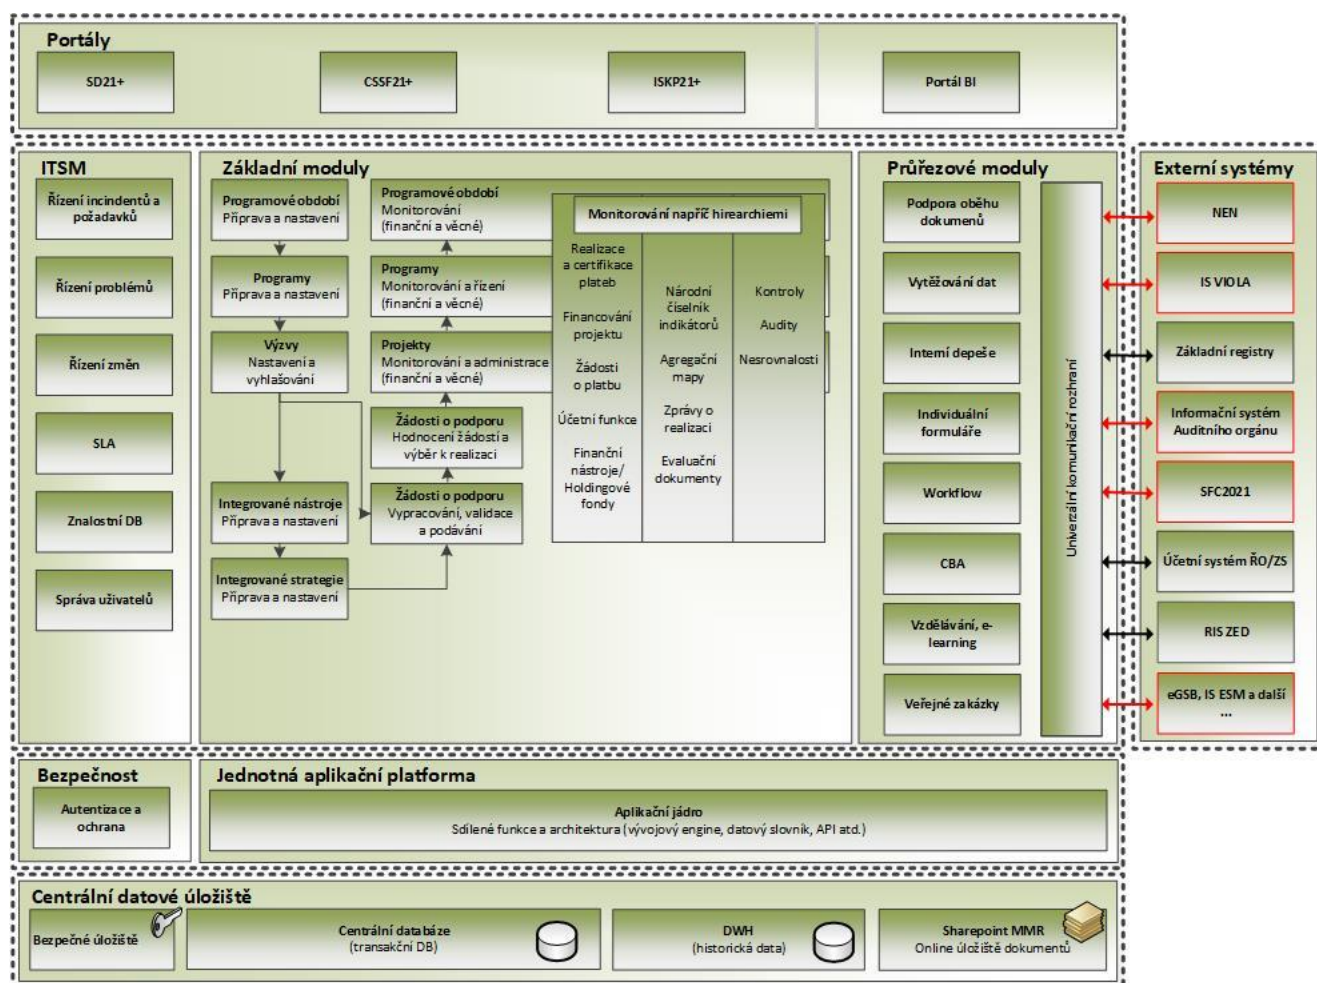 Portály
SD21+
CSSF21+
ISKP21+
Portál BI
ITSM
Řízení incidentů a
požadavků
Řízení problémů
Řízení změn
SLA
Znalostní DB
Správa uživatelů
Základní moduly
Programové období
Příprava a nastavení
Programy
Příprava a nastavení
Výzvy
Nastavení a
vyhlašování
Integrované nástroje
Příprava a nastavení
Integrované strategie
Příprava a nastavení
Programové období
Monitorování
(finanční a věcné)
Programy
Monitorování a řízení
(finanční a věcné)
Projekty
Monitorování a administrace
(finanční a věcné)
Žádosti o podporu
Hodnocení žádostí a
výběr k realizaci
Žádosti o podporu
Vypracování, validace
a podávání
Monitorování napříč hirearchiemi
Realizace
a certifikace
plateb
Financování
projektu
Žádosti
o platbu
Účetní funkce
Finanční
nástroje/
Holdingové
fondy
Národní
číselník
indikátorů
Agregační
mapy
Zprávy o
realizaci
Evaluační
dokumenty
Kontroly
Audity
Nesrovnalosti
Průřezové moduly
Podpora oběhu
dokumenů
Vytěžování dat
Interní depeše
Individuální
formuláře
Workflow
CBA
Vzdělávání, e-
learning
Veřejné zakázky
Univerzální komunikační rozhraní
Externí systémy
NEN
IS VIOLA
Základní registry
Informační systém
Auditního orgánu
SFC2021
Účetní systém ŘO/ZS
RIS ZED
eGSB, IS ESM a další
...
Bezpečnost
Autentizace a
ochrana
Jednotná aplikační platforma
Aplikační jádro
Sdílené funkce a architektura (vývojový engine, datový slovník, API atd.)
Centrální datové úložiště
Bezpečné úložiště
Centrální databáze
(transakční DB)
DWH
(historická data)
Sharepoint MMR
Online úložiště dokumentů